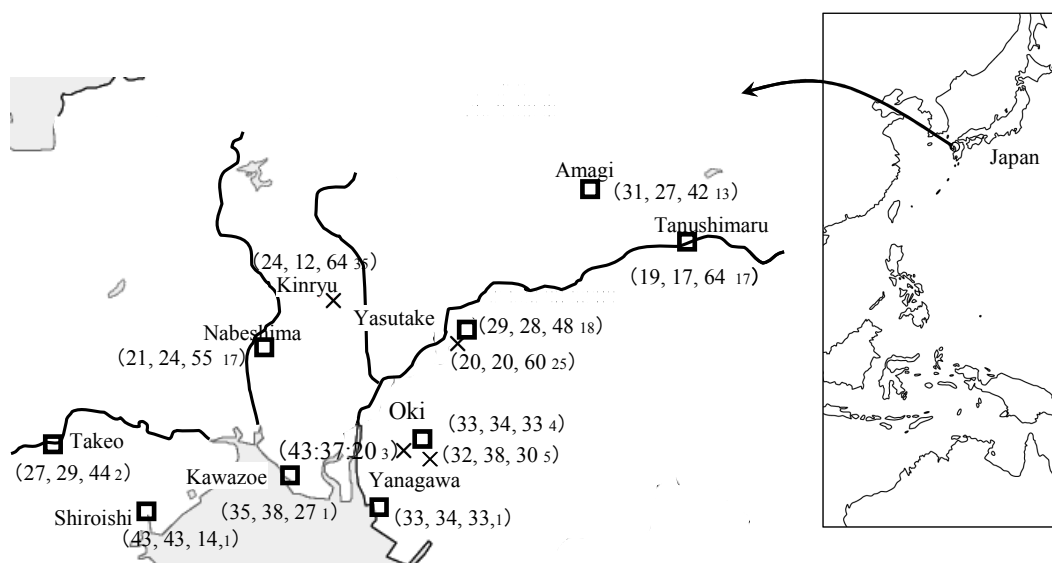 Japan
Amagi
(31, 27, 42 13)
Tanushimaru
(19, 17, 64 17)
(24, 12, 64 35)
Kinryu
Yasutake
(29, 28, 48 18)
Nabeshima
(21, 24, 55 17)
(20, 20, 60 25)
Oki
(33, 34, 33 4)
Takeo
(43:37:20 3)
(32, 38, 30 5)
(27, 29, 44 2)
Kawazoe
Yanagawa
Shiroishi
(35, 38, 27 1)
(33, 34, 33,1)
(43, 43, 14,1)